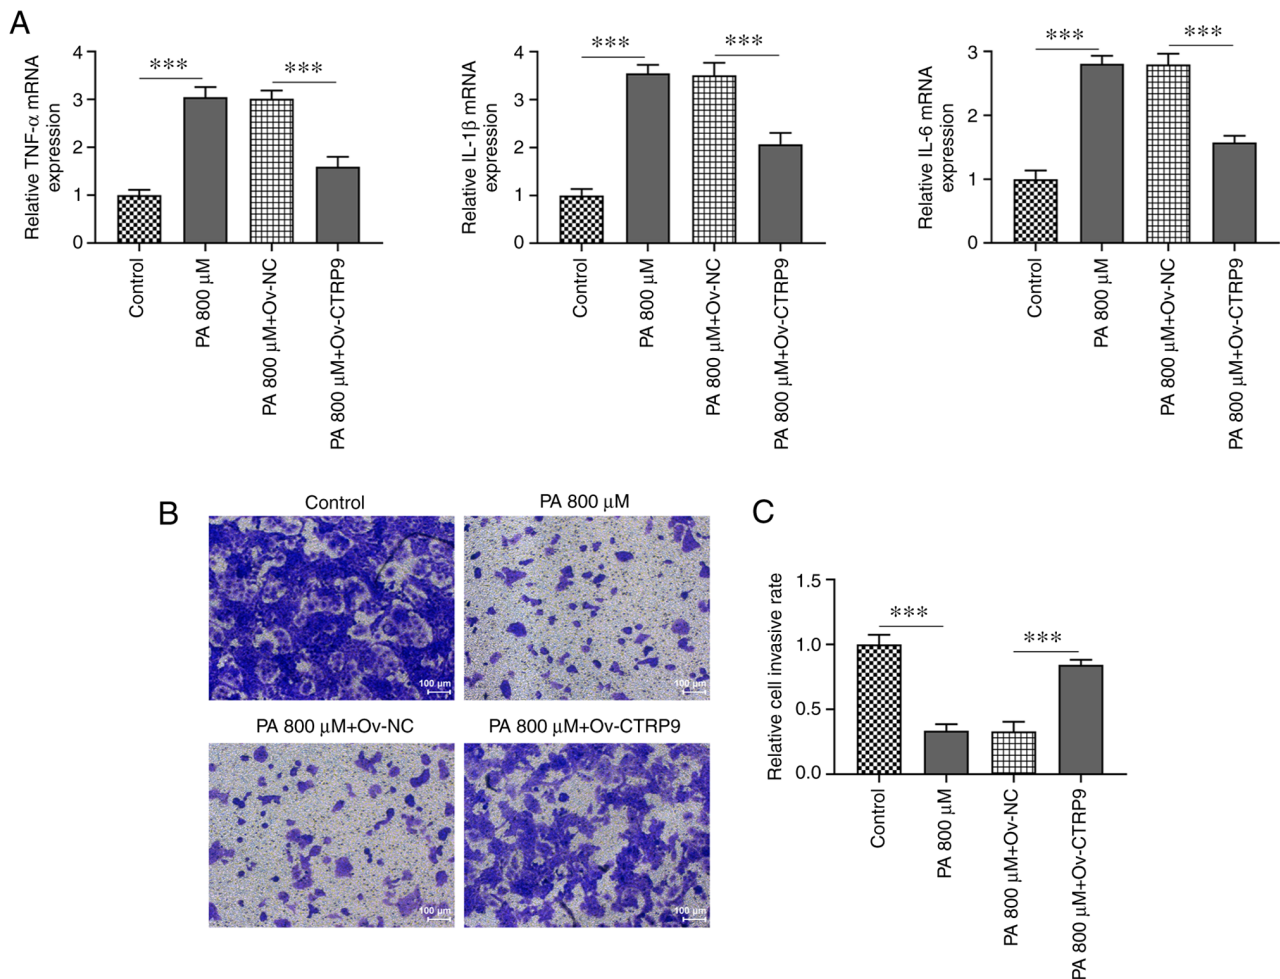 A
Relative TNF-α mRNA
expression
4
3
2
1
0
***
***
Control
PA 800 μM
PA 800 μM+Ov-NC
PA 800 μM+Ov-CTRP9
Relative IL-1β mRNA
expression
4
3
2
1
0
***
***
Control
PA 800 μM
PA 800 μM+Ov-NC
PA 800 μM+Ov-CTRP9
Relative IL-6 mRNA
expression
3
2
1
0
***
***
Control
PA 800 μM
PA 800 μM+Ov-NC
PA 800 μM+Ov-CTRP9
B
Control
100 μm
PA 800 μM
100 μm
PA 800 μM+Ov-NC
100 μm
PA 800 μM+Ov-CTRP9
100 μm
C
Relative cell invasive rate
1.5
1.0
0.5
0.0
***
***
Control
PA 800 μM
PA 800 μM+Ov-NC
PA 800 μM+Ov-CTRP9